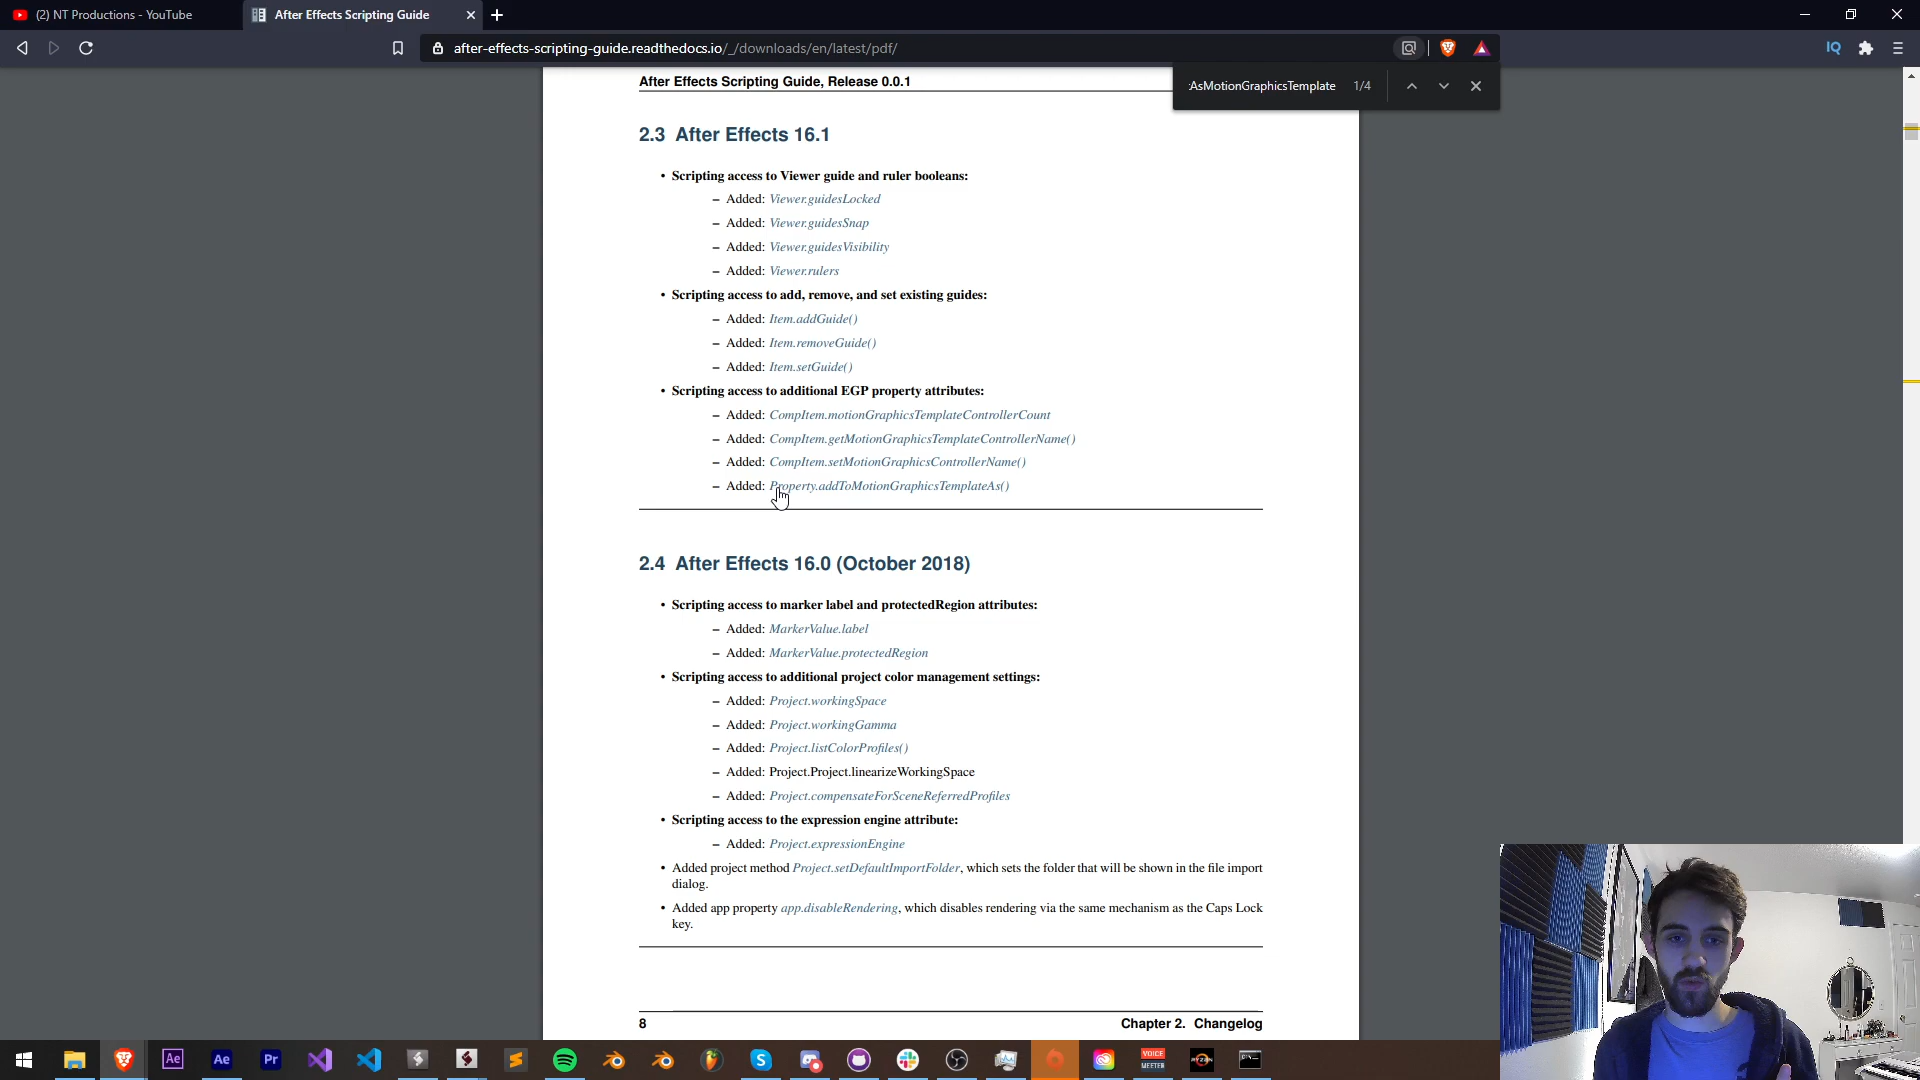 (2) NT Productions - YouTube
After Effects Scripting Guide
after-effects-scripting-guide.readthedocs.io/_/downloads/en/latest/pdf/
IQ
:AsMotionGraphicsTemplate 1/4
After Effects Scripting Guide, Release 0.0.1
2.3 After Effects 16.1
• Scripting access to Viewer guide and ruler booleans:
– Added: Viewer.guidesLocked
– Added: Viewer.guidesSnap
– Added: Viewer.guidesVisibility
– Added: Viewer.rulers
• Scripting access to add, remove, and set existing guides:
– Added: Item.addGuide()
– Added: Item.removeGuide()
– Added: Item.setGuide()
• Scripting access to additional EGP property attributes:
– Added: CompItem.motionGraphicsTemplateControllerCount
– Added: CompItem.getMotionGraphicsTemplateControllerName()
– Added: CompItem.setMotionGraphicsControllerName()
– Added: Property.addToMotionGraphicsTemplateAs()
2.4 After Effects 16.0 (October 2018)
• Scripting access to marker label and protectedRegion attributes:
– Added: MarkerValue.label
– Added: MarkerValue.protectedRegion
• Scripting access to additional project color management settings:
– Added: Project.workingSpace
– Added: Project.workingGamma
– Added: Project.listColorProfiles()
– Added: Project.Project.linearizeWorkingSpace
– Added: Project.compensateForSceneReferredProfiles
• Scripting access to the expression engine attribute:
– Added: Project.expressionEngine
• Added project method Project.setDefaultImportFolder, which sets the folder that will be shown in the file import
dialog.
• Added app property app.disableRendering, which disables rendering via the same mechanism as the Caps Lock
key.
8 Chapter 2. Changelog
Ae Ae Pr VOICE MEETER RYZEN